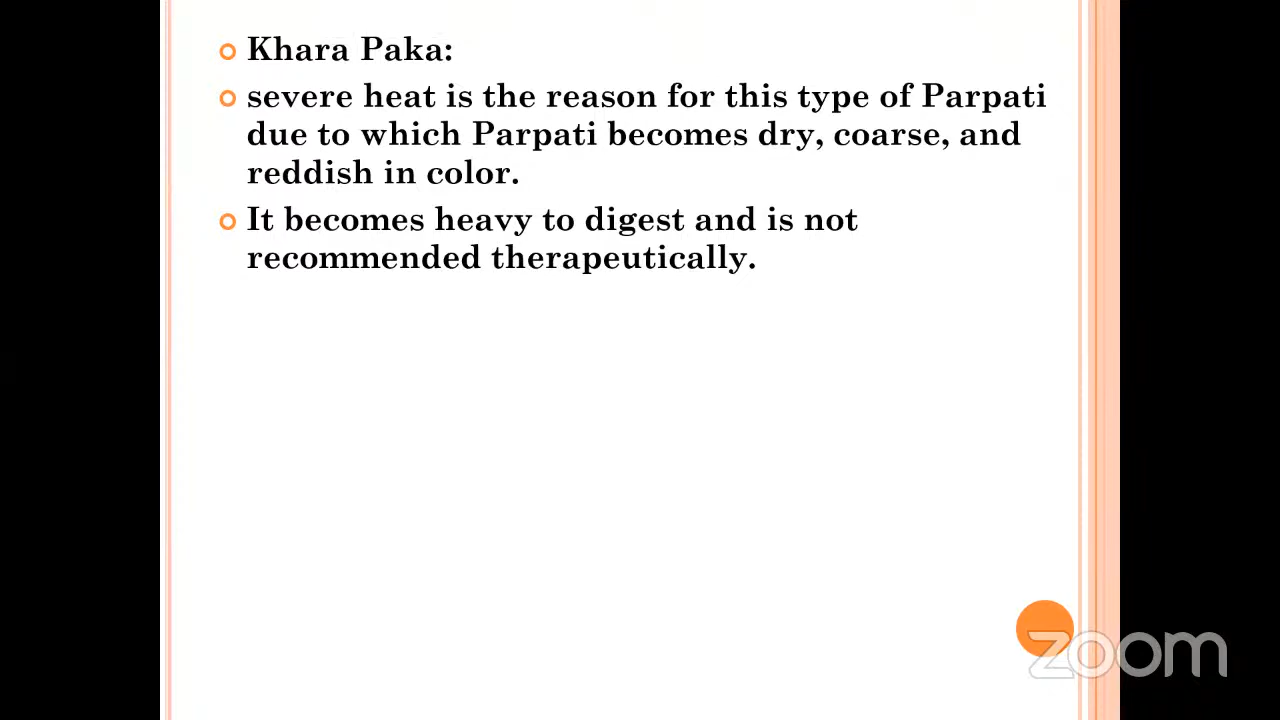 Khara Paka:
severe heat is the reason for this type of Parpati
due to which Parpati becomes dry, coarse, and
reddish in color.
It becomes heavy to digest and is not
recommended therapeutically.
zoom